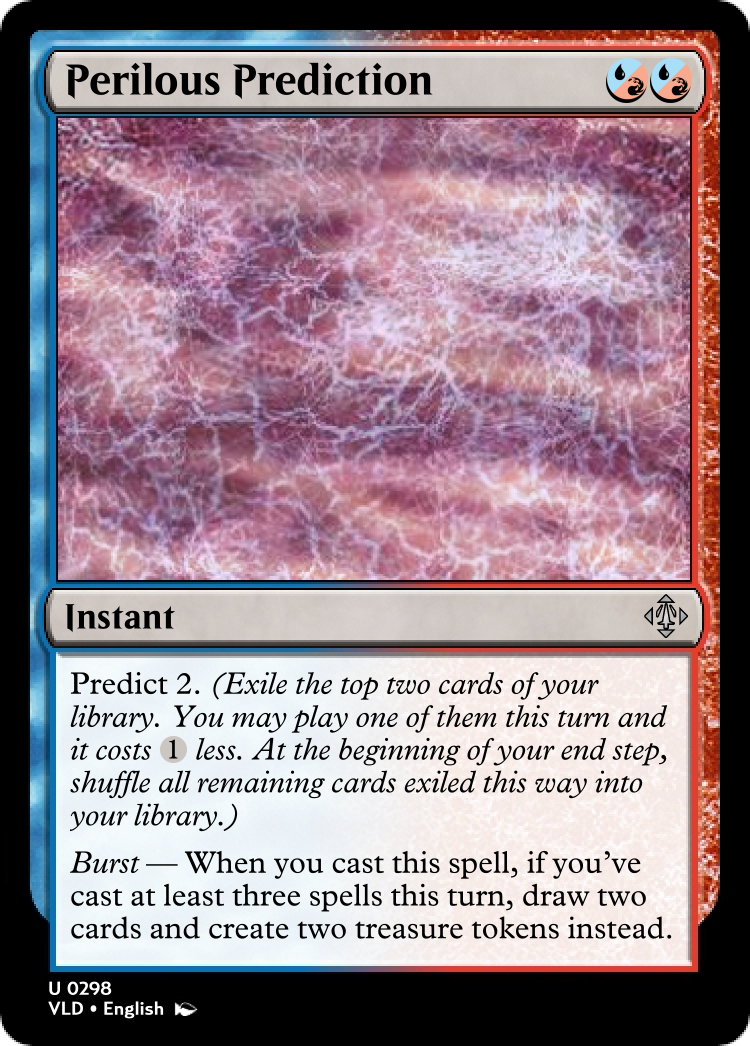 Perilous Prediction
Instant
Predict 2. (Exile the top two cards of your
library. You may play one of them this turn and
it costs 1 less. At the beginning of your end step,
shuffle all remaining cards exiled this way into
your library.)
Burst — When you cast this spell, if you've
cast at least three spells this turn, draw two
cards and create two treasure tokens instead.
U 0298
VLD • English